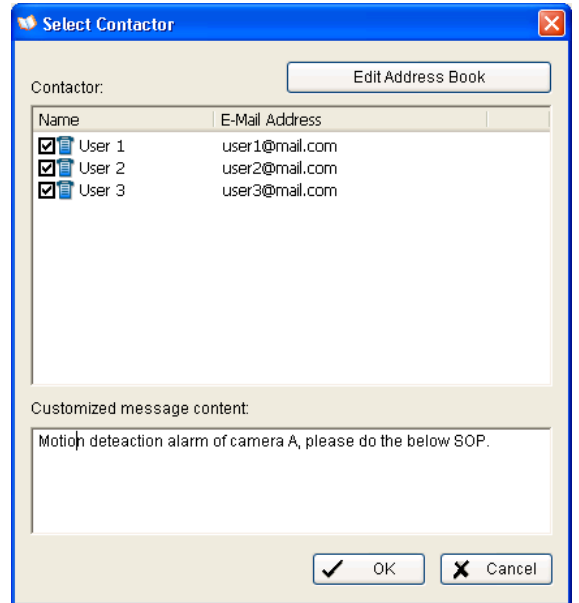 Select Contactor
Edit Address Book
Contactor:
Name E-Mail Address
User 1 user1@mail.com
User 2 user2@mail.com
User 3 user3@mail.com
Customized message content:
Motion deteaction alarm of camera A, please do the below SOP.
OK Cancel